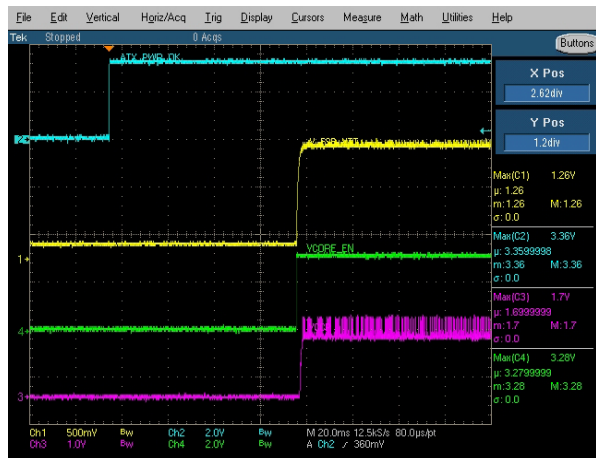 File Edit Vertical Horiz/Acq Trig Display Cursors Measure Math Utilities Help
Tek Stopped 0 Acqs Buttons
ATX_PWR_OK
X Pos
2.62div
Y Pos
1.2div
V_FSB_VTT
Max(C1) 1.26V
µ: 1.26
m: 1.26 M: 1.26
σ: 0.0
VCORE_EN
Max(C2) 3.36V
µ: 3.3599998
m: 3.36 M: 3.36
σ: 0.0
Max(C3) 1.7V
µ: 1.6999999
m: 1.7 M: 1.7
σ: 0.0
Max(C4) 3.28V
µ: 3.2799999
m: 3.28 M: 3.28
σ: 0.0
1
4
3
Ch1 500mV Bw Ch2 2.0V Bw M 20.0ms 12.5kS/s 80.0µs/pt
Ch3 1.0V Bw Ch4 2.0V Bw A Ch2 ∕ 360mV